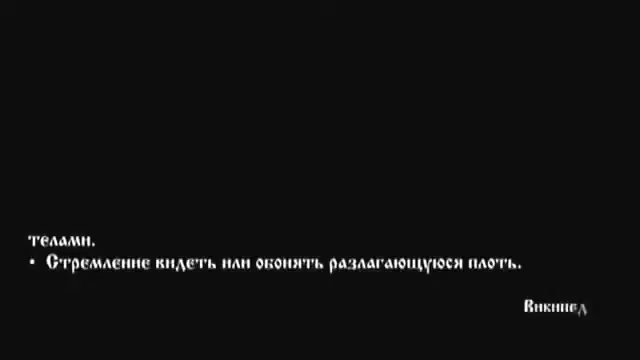 телами.
• Стремление видеть или обонять разлагающуюся плоть.
Википед